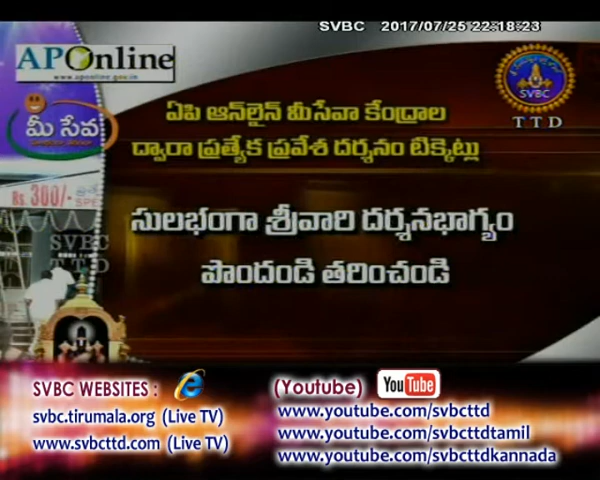 SVBC 2017/07/25 22:18:23
APOnline
www.aponline.gov.in
SVBC
TTD
మీ సేవ
ఏపి ఆన్‌లైన్ మీసేవా కేంద్రాల
ద్వారా ప్రత్యేక ప్రవేశ దర్శనం టిక్కెట్లు
Rs. 300/-
SPE
సులభంగా శ్రీవారి దర్శనభాగ్యం
పొందండి తరించండి
SVBC
TTD
SVBC WEBSITES :
svbc.tirumala.org (Live TV)
www.svbcttd.com (Live TV)
(Youtube) YouTube
www.youtube.com/svbcttd
www.youtube.com/svbcttdtamil
www.youtube.com/svbcttdkannada